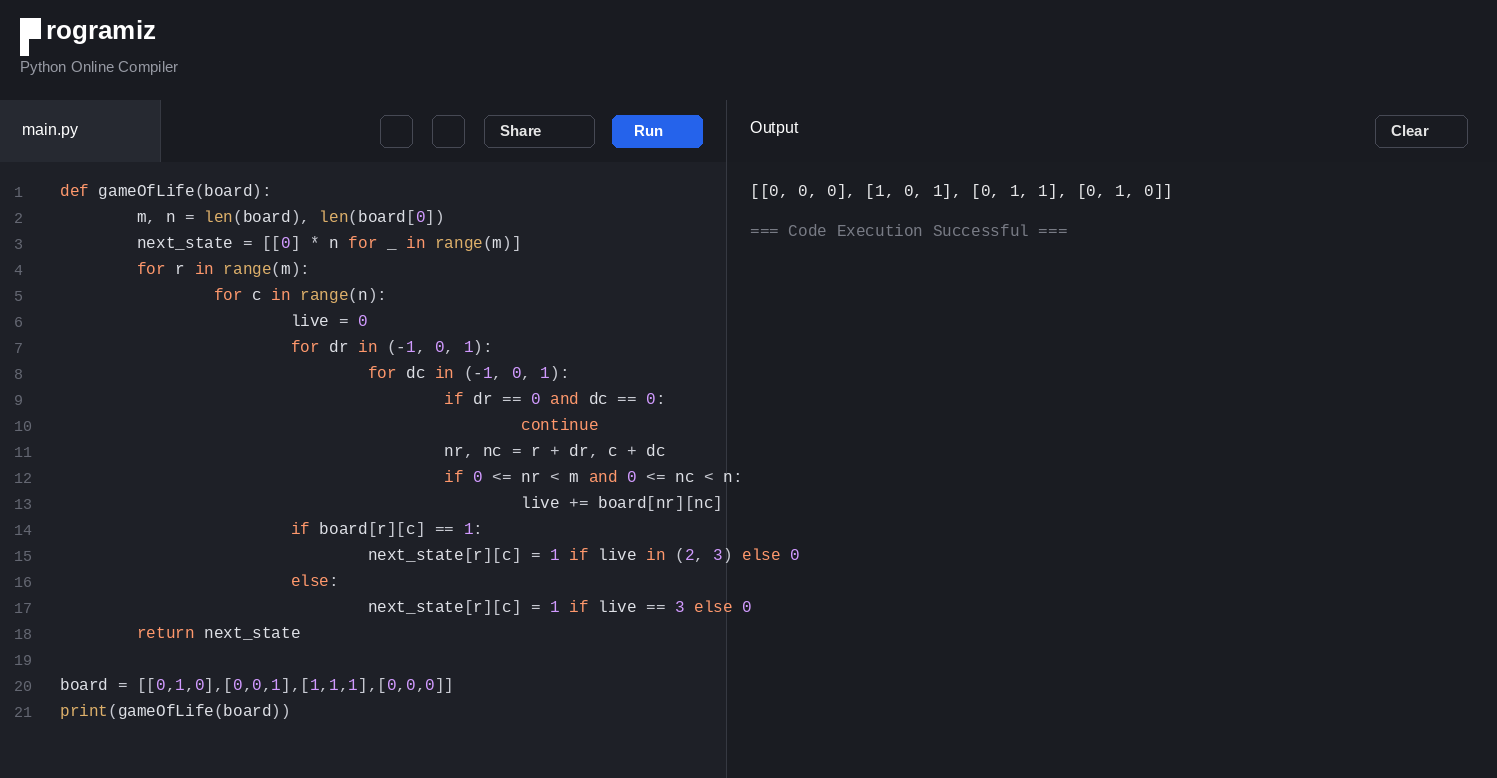 Programiz
Python Online Compiler
main.py
Share
Run
Output
Clear
1 def gameOfLife(board):
2         m, n = len(board), len(board[0])
3         next_state = [[0] * n for _ in range(m)]
4         for r in range(m):
5                 for c in range(n):
6                         live = 0
7                         for dr in (-1, 0, 1):
8                                 for dc in (-1, 0, 1):
9                                         if dr == 0 and dc == 0:
10                                                 continue
11                                         nr, nc = r + dr, c + dc
12                                         if 0 <= nr < m and 0 <= nc < n:
13                                                 live += board[nr][nc]
14                         if board[r][c] == 1:
15                                 next_state[r][c] = 1 if live in (2, 3) else 0
16                         else:
17                                 next_state[r][c] = 1 if live == 3 else 0
18         return next_state
19
20 board = [[0,1,0],[0,0,1],[1,1,1],[0,0,0]]
21 print(gameOfLife(board))
[[0, 0, 0], [1, 0, 1], [0, 1, 1], [0, 1, 0]]
=== Code Execution Successful ===